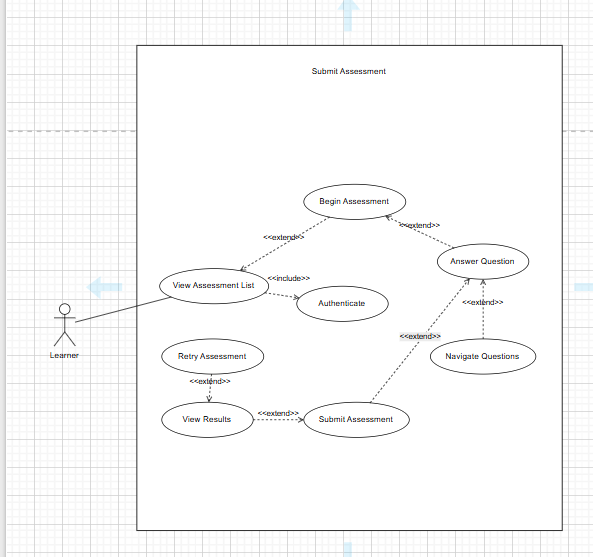 Submit Assessment
Begin Assessment
<<extend>>
<<extend>>
Answer Question
View Assessment List
<<include>>
Authenticate
<<extend>>
Learner
<<extend>>
Retry Assessment
Navigate Questions
<<extend>>
View Results
<<extend>>
Submit Assessment